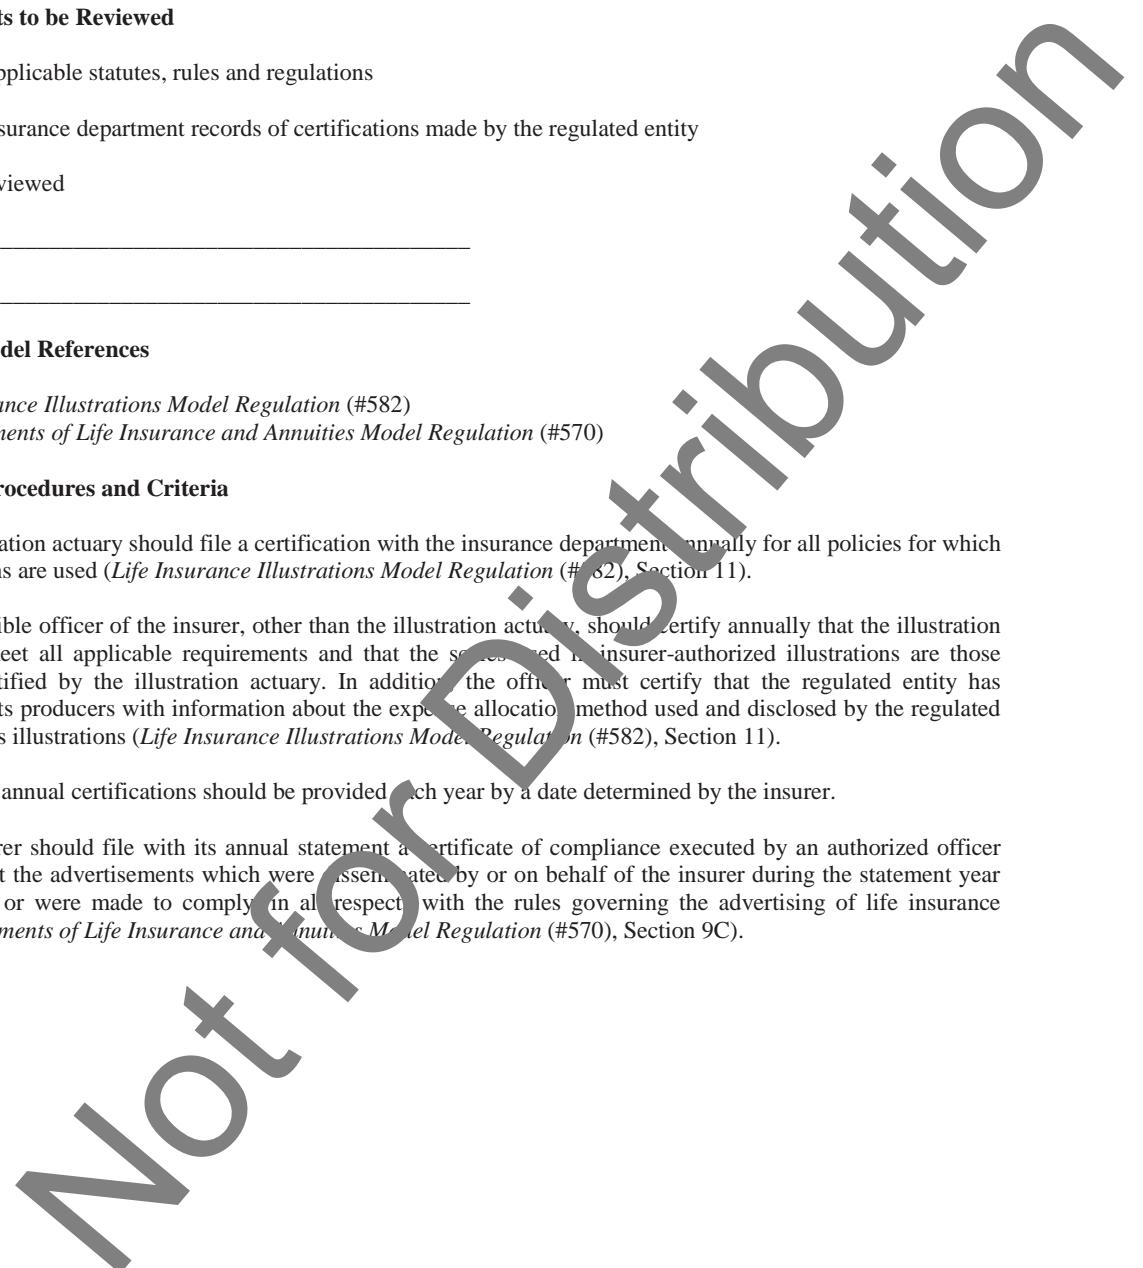 ts to be Reviewed
pplicable statutes, rules and regulations
surance department records of certifications made by the regulated entity
viewed
_______________________________________
_______________________________________
del References
ance Illustrations Model Regulation (#582)
ments of Life Insurance and Annuities Model Regulation (#570)
rocedures and Criteria
ation actuary should file a certification with the insurance department annually for all policies for which
ns are used (Life Insurance Illustrations Model Regulation (#582), Section 11).
ible officer of the insurer, other than the illustration actuary, should certify annually that the illustration
eet all applicable requirements and that the scales used in insurer-authorized illustrations are those
tified by the illustration actuary. In addition, the officer must certify that the regulated entity has
ts producers with information about the expense allocation method used and disclosed by the regulated
s illustrations (Life Insurance Illustrations Model Regulation (#582), Section 11).
annual certifications should be provided each year by a date determined by the insurer.
rer should file with its annual statement a certificate of compliance executed by an authorized officer
t the advertisements which were disseminated by or on behalf of the insurer during the statement year
or were made to comply in all respects with the rules governing the advertising of life insurance
ments of Life Insurance and Annuities Model Regulation (#570), Section 9C).
Not for Distribution